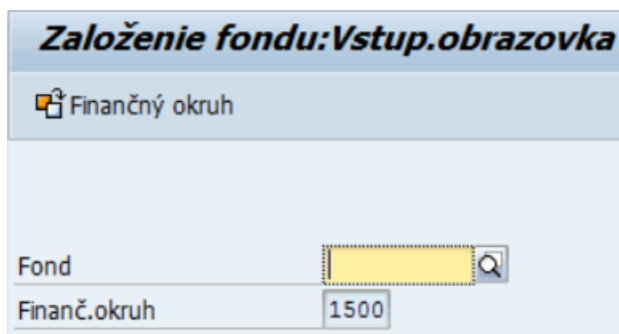 Založenie fondu:Vstup.obrazovka
Finančný okruh
Fond
Finanč.okruh 1500